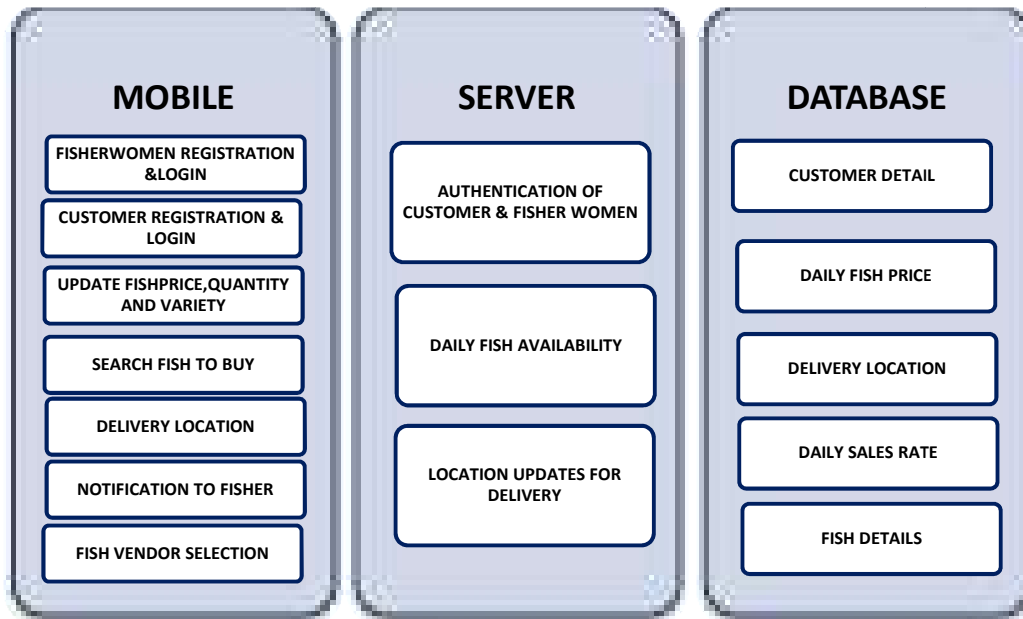 MOBILE
FISHERWOMEN REGISTRATION
&LOGIN
CUSTOMER REGISTRATION &
LOGIN
UPDATE FISHPRICE,QUANTITY
AND VARIETY
SEARCH FISH TO BUY
DELIVERY LOCATION
NOTIFICATION TO FISHER
FISH VENDOR SELECTION
SERVER
AUTHENTICATION OF
CUSTOMER & FISHER WOMEN
DAILY FISH AVAILABILITY
LOCATION UPDATES FOR
DELIVERY
DATABASE
CUSTOMER DETAIL
DAILY FISH PRICE
DELIVERY LOCATION
DAILY SALES RATE
FISH DETAILS